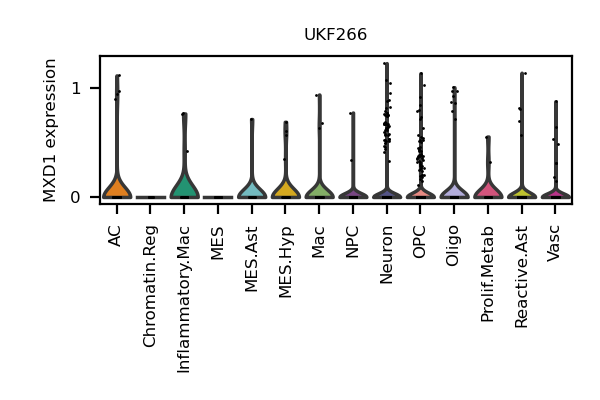 UKF266
MXD1 expression
1
0
AC
Chromatin.Reg
Inflammatory.Mac
MES
MES.Ast
MES.Hyp
Mac
NPC
Neuron
OPC
Oligo
Prolif.Metab
Reactive.Ast
Vasc